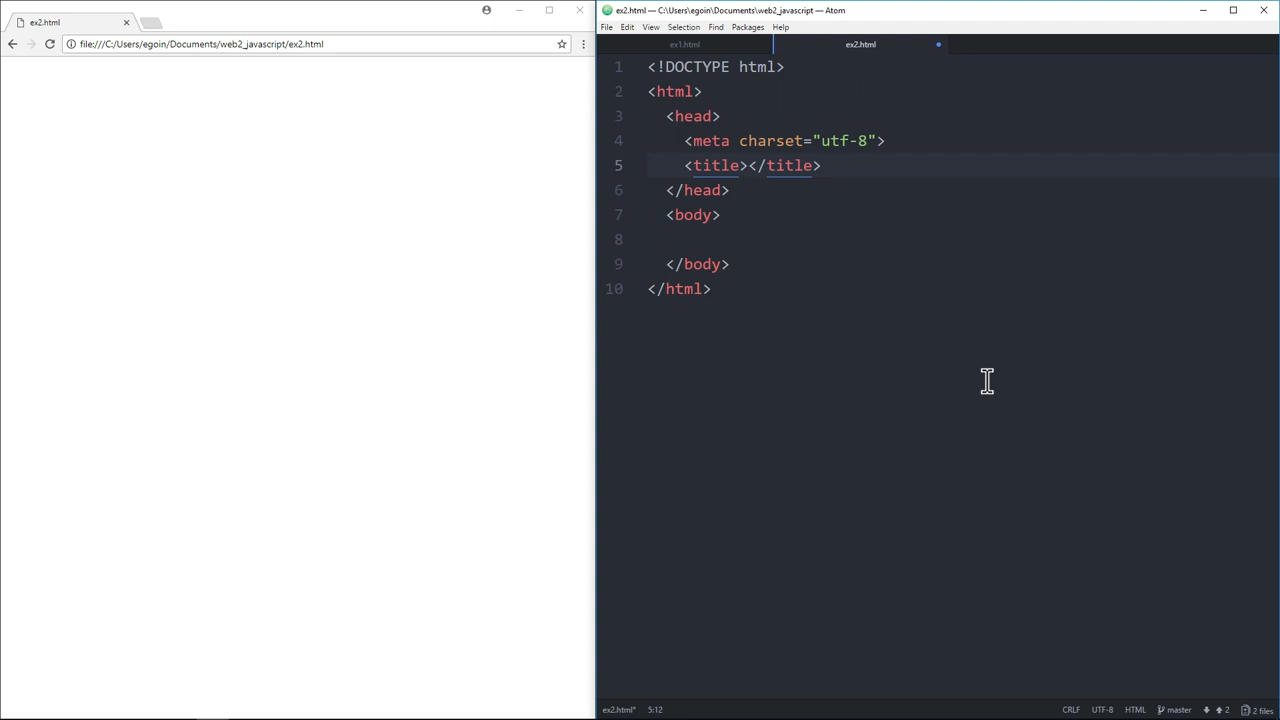 ex2.html
file:///C:/Users/egoin/Documents/web2_javascript/ex2.html
ex2.html — C:\Users\egoin\Documents\web2_javascript — Atom
File Edit View Selection Find Packages Help
ex1.html ex2.html
1 <!DOCTYPE html>
2 <html>
3 <head>
4 <meta charset="utf-8">
5 <title></title>
6 </head>
7 <body>
8
9 </body>
10 </html>
ex2.html* 5:12 CRLF UTF-8 HTML master 2 2 files